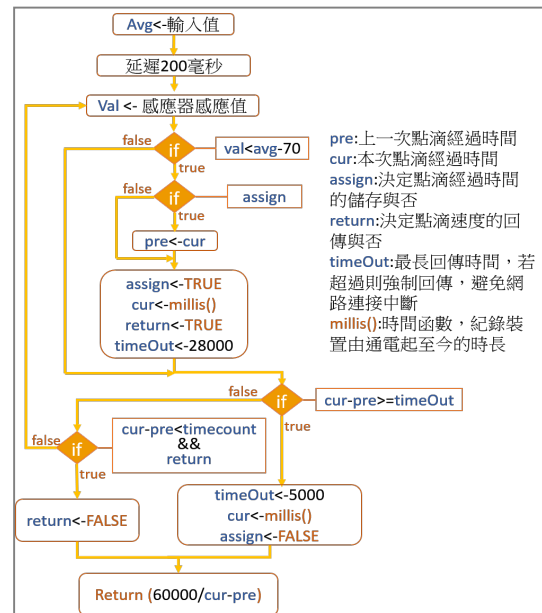 Avg<-輸入值
延遲200毫秒
Val <- 感應器感應值
false
if
val<avg-70
true
false
if
assign
true
pre<-cur
assign<-TRUE
cur<-millis()
return<-TRUE
timeOut<-28000
pre:上一次點滴經過時間
cur:本次點滴經過時間
assign:決定點滴經過時間
的儲存與否
return:決定點滴速度的回
傳與否
timeOut:最長回傳時間，若
超過則強制回傳，避免網
路連接中斷
millis():時間函數，紀錄裝
置由通電起至今的時長
false
if
cur-pre>=timeOut
true
false
if
cur-pre<timecount
&&
return
true
return<-FALSE
timeOut<-5000
cur<-millis()
assign<-FALSE
Return (60000/cur-pre)